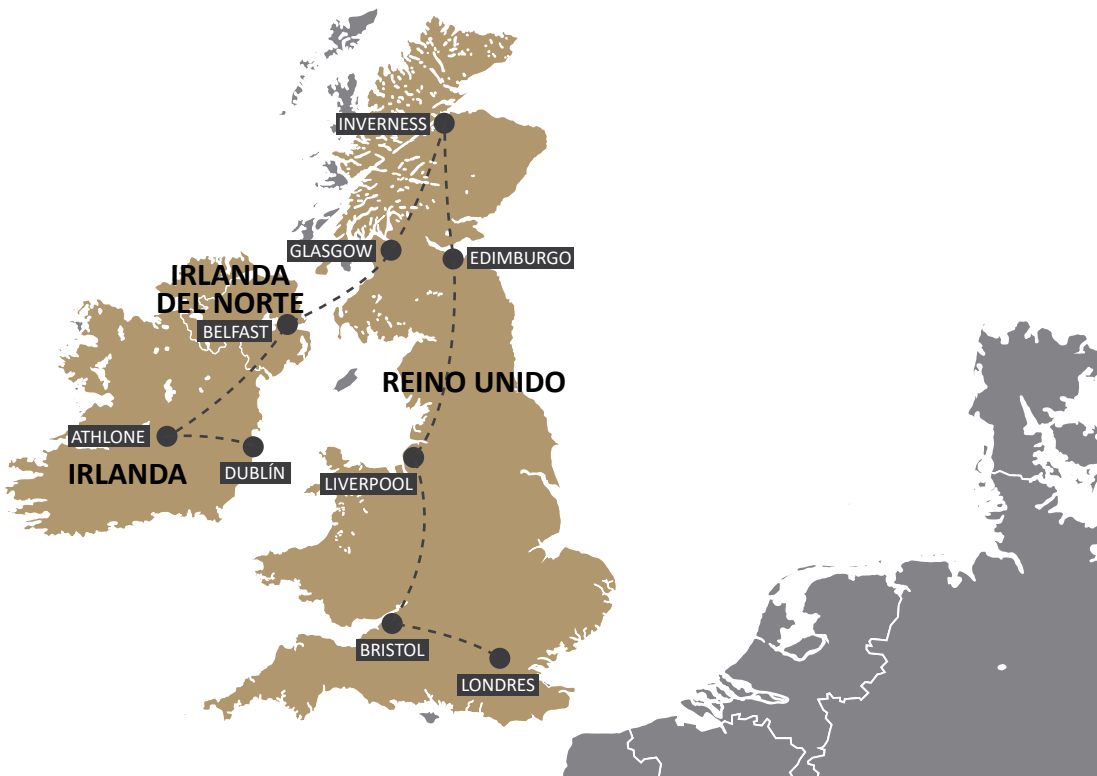 INVERNESS
GLASGOW
EDIMBURGO
IRLANDA
DEL NORTE
BELFAST
REINO UNIDO
ATHLONE
IRLANDA
DUBLÍN
LIVERPOOL
BRISTOL
LONDRES